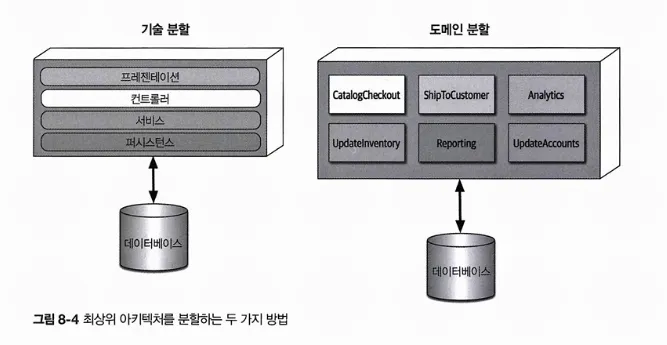 기술 분할
프레젠테이션
컨트롤러
서비스
퍼시스턴스
데이터베이스
도메인 분할
CatalogCheckout ShipToCustomer Analytics
UpdateInventory Reporting UpdateAccounts
데이터베이스
그림 8-4 최상위 아키텍처를 분할하는 두 가지 방법